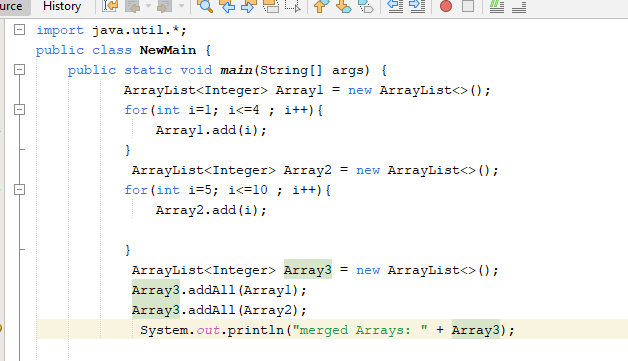 urce History
import java.util.*;
public class NewMain {
public static void main(String[] args) {
ArrayList<Integer> Array1 = new ArrayList<>();
for(int i=1; i<=4 ; i++){
Array1.add(i);
}
ArrayList<Integer> Array2 = new ArrayList<>();
for(int i=5; i<=10 ; i++){
Array2.add(i);
}
ArrayList<Integer> Array3 = new ArrayList<>();
Array3.addAll(Array1);
Array3.addAll(Array2);
System.out.println("merged Arrays: " + Array3);